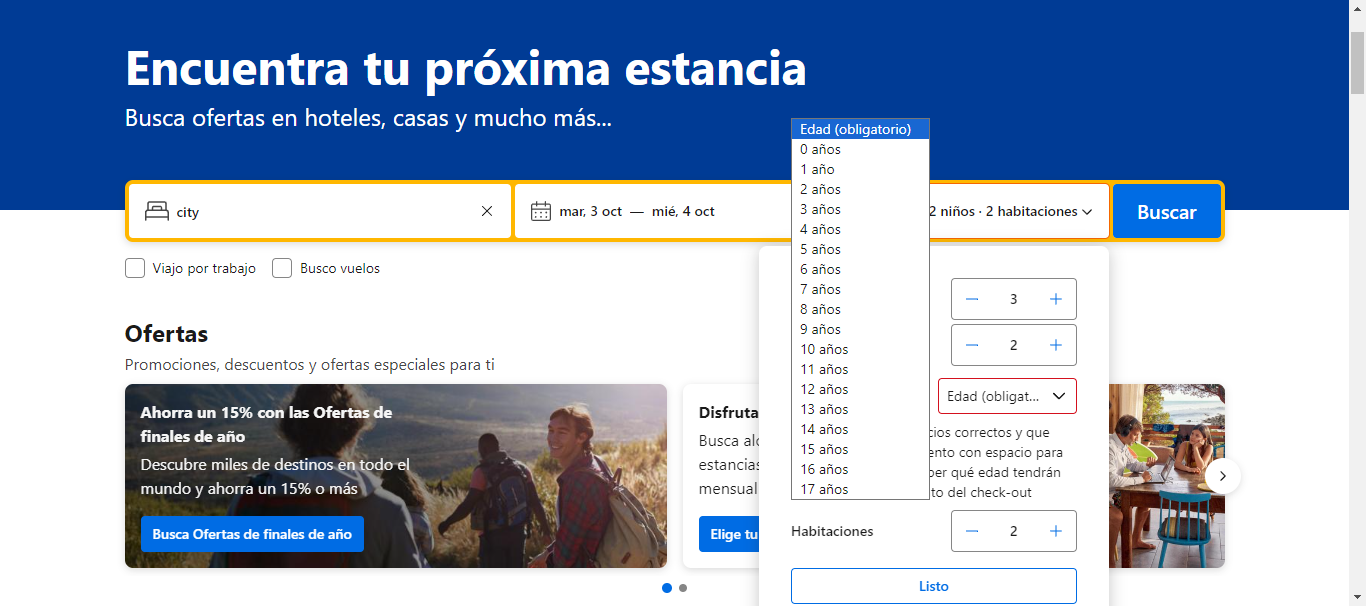 Encuentra tu próxima estancia
Busca ofertas en hoteles, casas y mucho más...
city
mar, 3 oct — mié, 4 oct
2 niños · 2 habitaciones
Buscar
Viajo por trabajo
Busco vuelos
Edad (obligatorio)
0 años
1 año
2 años
3 años
4 años
5 años
6 años
7 años
8 años
9 años
10 años
11 años
12 años
13 años
14 años
15 años
16 años
17 años
3
2
Edad (obligat...
correctos y que
con espacio para
qué edad tendrán
del check-out
Habitaciones
2
Listo
Ofertas
Promociones, descuentos y ofertas especiales para ti
Ahorra un 15% con las Ofertas de
finales de año
Descubre miles de destinos en todo el
mundo y ahorra un 15% o más
Busca Ofertas de finales de año
Disfruta
Busca
estancias
mensual
Elige tu